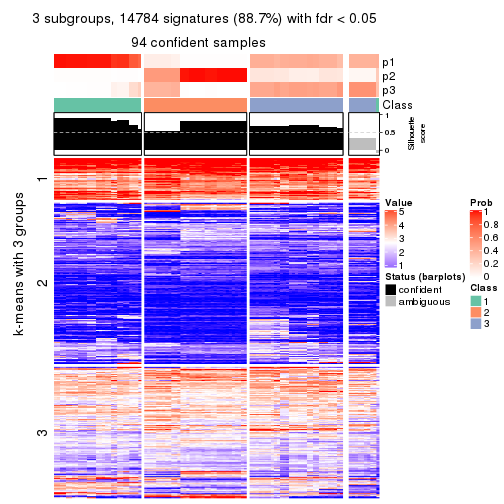 3 subgroups, 14784 signatures (88.7%) with fdr < 0.05
94 confident samples
p1
p2
p3
Class
1
0.5
0
Silhouette
score
k-means with 3 groups
1
2
3
Value
5
4
3
2
1
Status (barplots)
confident
ambiguous
Prob
1
0.8
0.6
0.4
0.2
0
Class
1
2
3